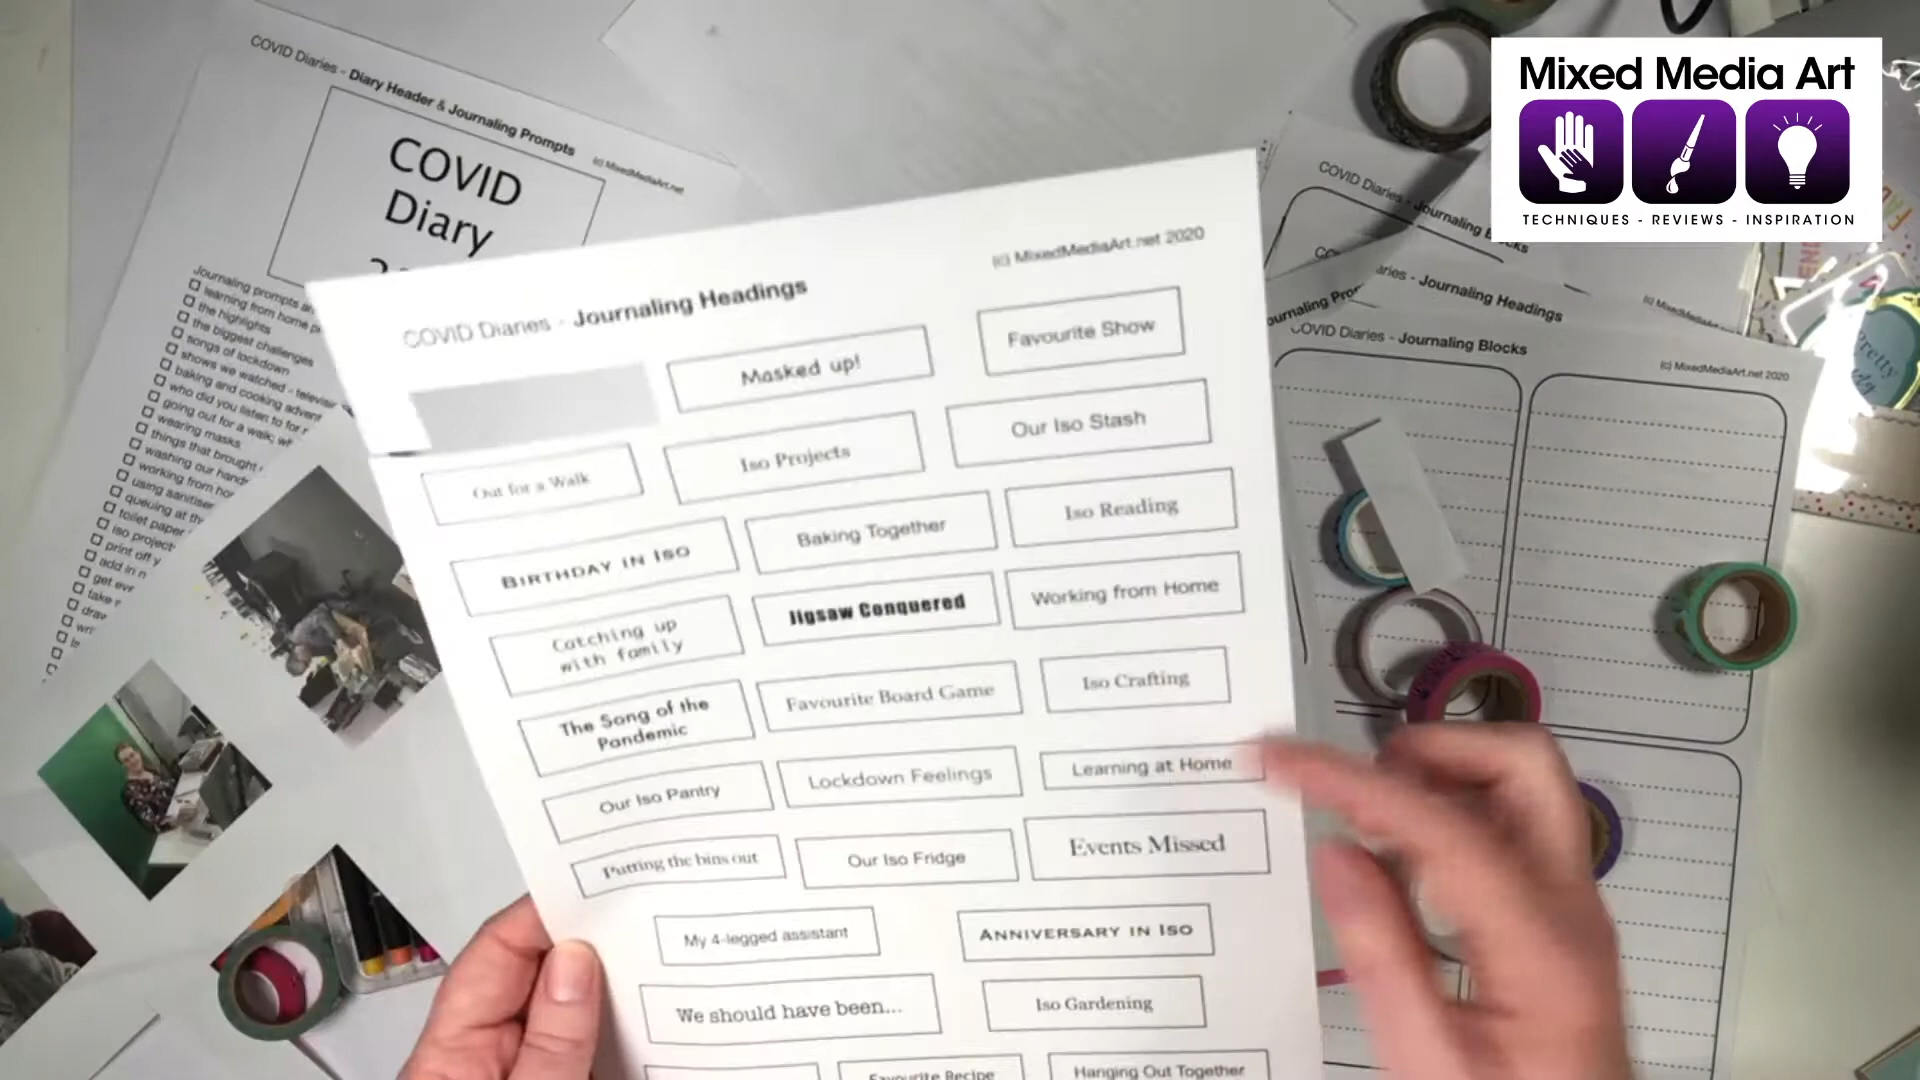 Mixed Media Art
TECHNIQUES - REVIEWS - INSPIRATION
COVID Diaries - Diary Header & Journaling Prompts
(c) MixedMediaArt.net
COVID
Diary
Journaling prompts
learning from home
the highlights
the biggest challenges
songs of lockdown
shows we watched -
baking and cooking
who did you listen to for
going out for a walk;
wearing masks
things that brought
washing our hands
working from
using sanitiser
queuing at
toilet paper
iso project
print off
add in
get
take
COVID Diaries - Journaling Headings
(c) MixedMediaArt.net 2020
Masked up!
Favourite Show
Out for a Walk
Iso Projects
Our Iso Stash
BIRTHDAY IN ISO
Baking Together
Iso Reading
Catching up
with family
Jigsaw Conquered
Working from Home
The Song of the
Pandemic
Favourite Board Game
Iso Crafting
Our Iso Pantry
Lockdown Feelings
Learning at Home
Putting the bins out
Our Iso Fridge
Events Missed
My 4-legged assistant
ANNIVERSARY IN ISO
We should have been...
Iso Gardening
Favourite Recipe
Hanging Out Together
COVID Diaries - Journaling Blocks
- Journaling Headings
COVID Diaries - Journaling Blocks
(c) MixedMediaArt.net 2020